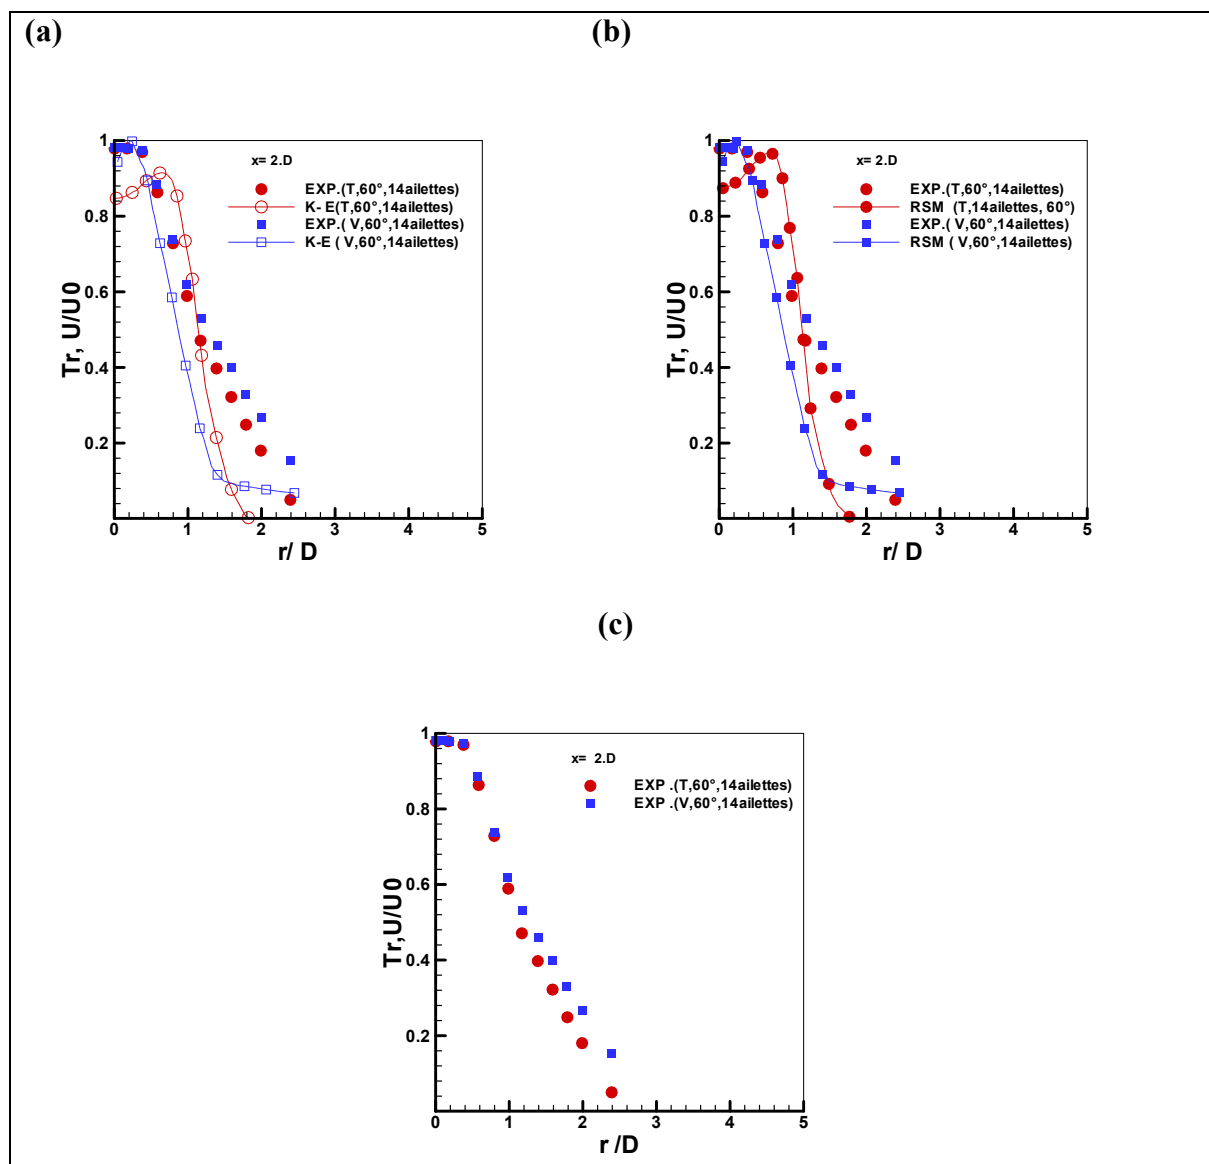 (a)
x= 2.D
EXP.(T,60°,14ailettes)
K- E(T,60°,14ailettes)
EXP.( V,60°,14ailettes)
K-E ( V,60°,14ailettes)
1
0.8
0.6
0.4
0.2
0
Tr, U/U0
0 1 2 3 4 5
r/ D
(b)
x= 2.D
EXP.(T,60°,14ailettes)
RSM (T,14ailettes, 60°)
EXP.( V,60°,14ailettes)
RSM ( V,60°,14ailettes)
1
0.8
0.6
0.4
0.2
0
Tr, U/U0
0 1 2 3 4 5
r/ D
(c)
x= 2.D
EXP .(T,60°,14ailettes)
EXP .(V,60°,14ailettes)
1
0.8
0.6
0.4
0.2
Tr,U/U0
0 1 2 3 4 5
r /D